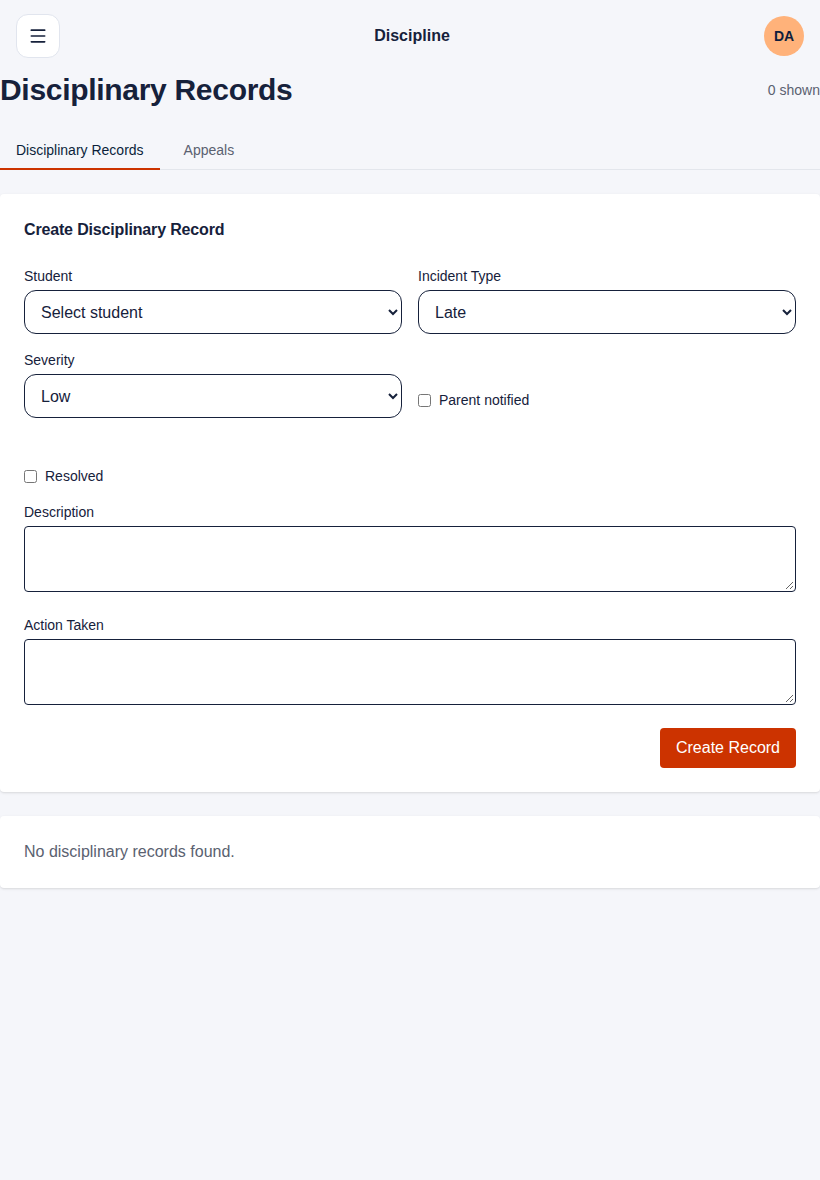 Discipline
DA
Disciplinary Records
0 shown
Disciplinary Records
Appeals
Create Disciplinary Record
Student
Incident Type
Select student
Late
Severity
Low
Parent notified
Resolved
Description
Action Taken
Create Record
No disciplinary records found.